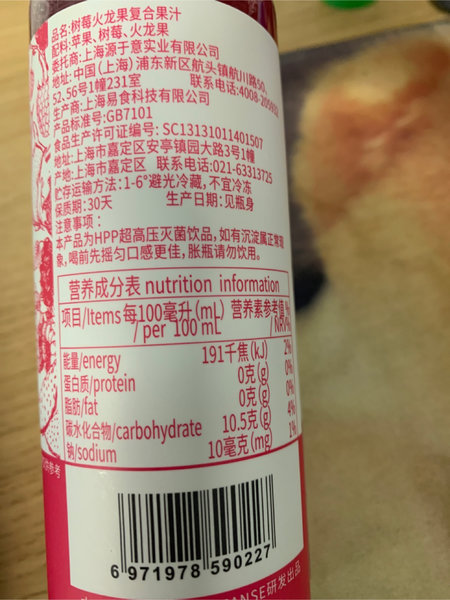 品名:树莓火龙果复合果汁
配料:苹果、树莓、火龙果
委托商:上海源于意实业有限公司
地址:中国(上海)浦东新区航头镇航川路50、
52、56号1幢231室 联系电话:4008-209
生产商:上海易食科技有限公司
产品标准号:GB7101
食品生产许可证编号:SC13131011401507
地址:上海市嘉定区安亭镇园大路3号1幢
产地:上海市嘉定区 联系电话:021-63313725
贮存运输方法:1-6°避光冷藏,不宜冷冻
保质期:30天 生产日期:见瓶身
注意事项:
本产品为HPP超高压灭菌饮品,如有沉淀属正常现
象,喝前先摇匀口感更佳,胀瓶请勿饮用。
营养成分表 nutrition information
项目/Items 每100毫升(mL) 营养素参考值%
/ per 100 mL /NRV%
能量/energy 191千焦(kJ) 2%
蛋白质/protein 0克(g) 0%
脂肪/fat 0克(g) 0%
碳水化合物/carbohydrate 10.5克(g) 4%
钠/sodium 10毫克(mg) 1%
供参考
6 971978 590227
ANSE研发出品